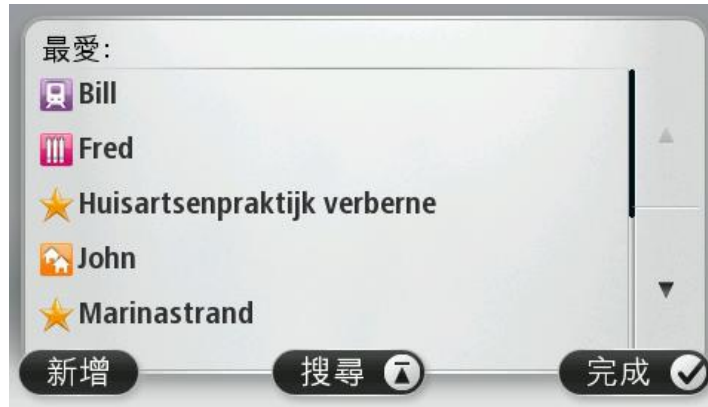 最愛:
Bill
Fred
Huisartsenpraktijk verberne
John
Marinastrand
新增
搜尋
完成